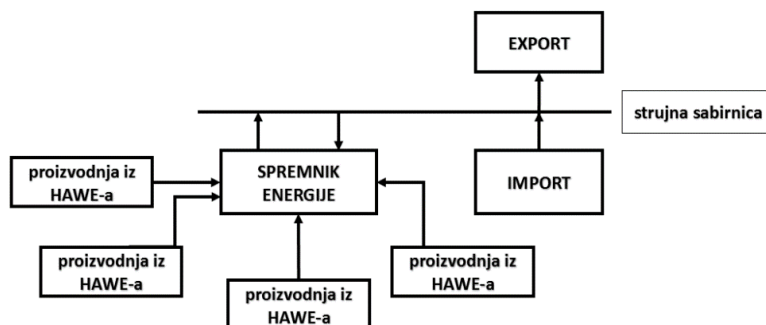 EXPORT
strujna sabirnica
SPREMNIK
ENERGIJE
IMPORT
proizvodnja iz
HAWE-a
proizvodnja iz
HAWE-a
proizvodnja iz
HAWE-a
proizvodnja iz
HAWE-a